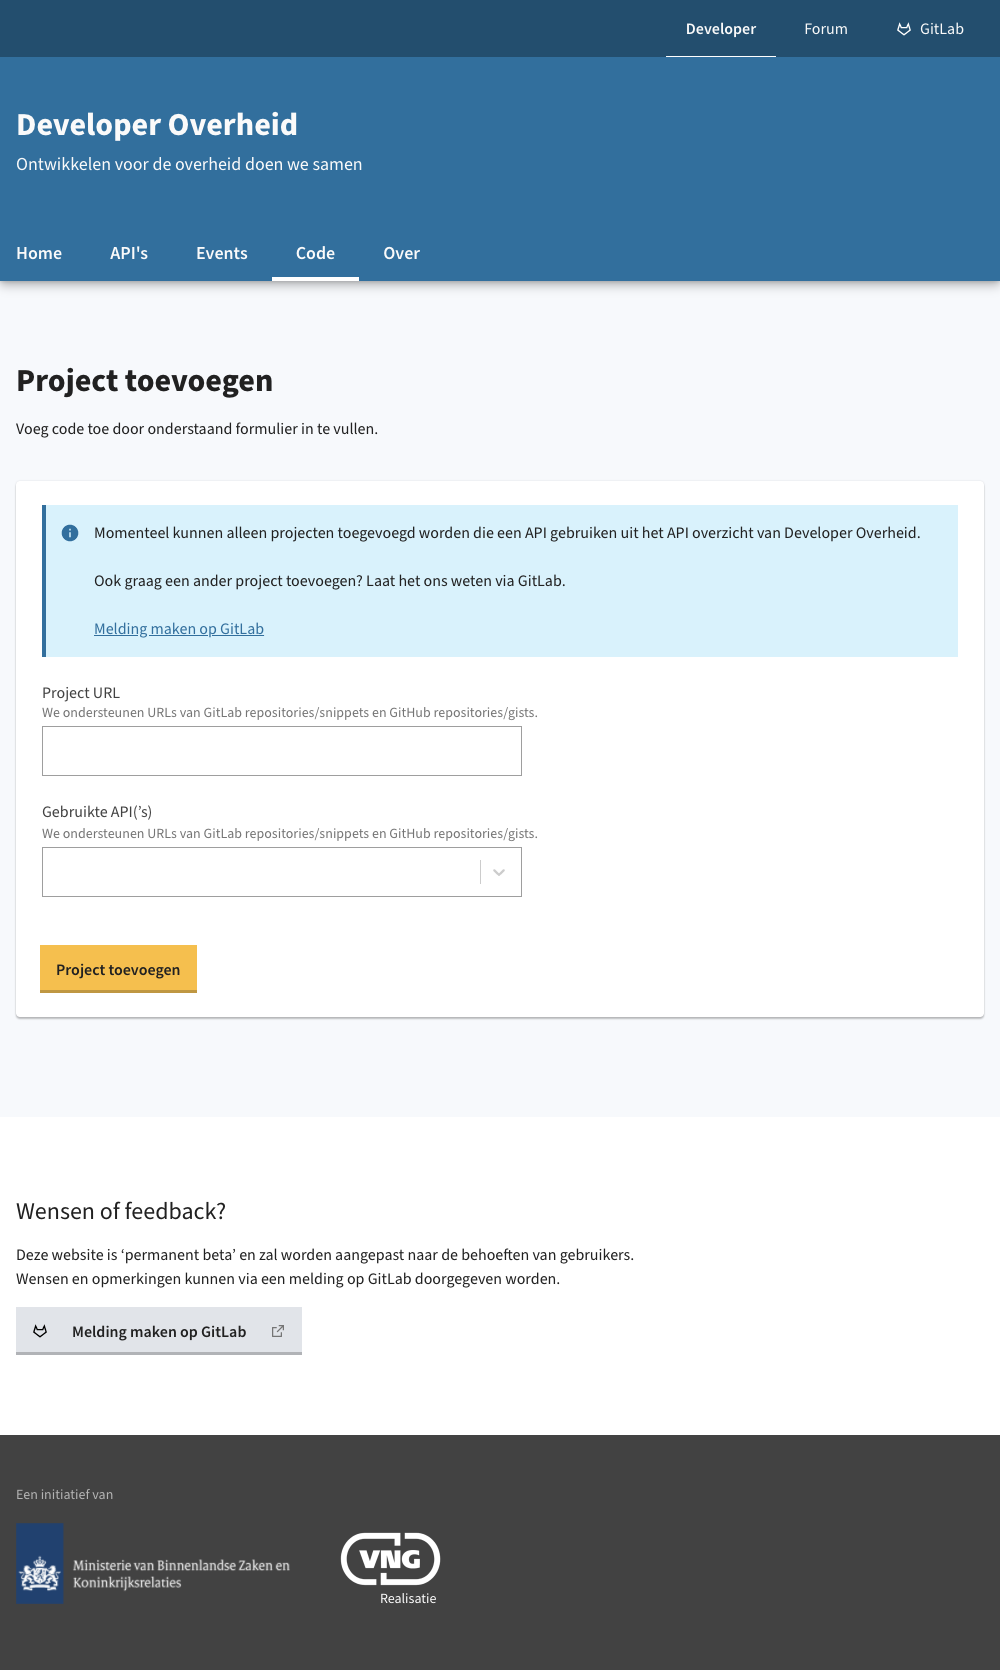 Developer
Forum
GitLab
Developer Overheid
Ontwikkelen voor de overheid doen we samen
Home
API's
Events
Code
Over
Project toevoegen
Voeg code toe door onderstaand formulier in te vullen.
Momenteel kunnen alleen projecten toegevoegd worden die een API gebruiken uit het API overzicht van Developer Overheid.
Ook graag een ander project toevoegen? Laat het ons weten via GitLab.
Melding maken op GitLab
Project URL
We ondersteunen URLs van GitLab repositories/snippets en GitHub repositories/gists.
Gebruikte API(’s)
We ondersteunen URLs van GitLab repositories/snippets en GitHub repositories/gists.
Project toevoegen
Wensen of feedback?
Deze website is ‘permanent beta’ en zal worden aangepast naar de behoeften van gebruikers.
Wensen en opmerkingen kunnen via een melding op GitLab doorgegeven worden.
Melding maken op GitLab
Een initiatief van
Ministerie van Binnenlandse Zaken en
Koninkrijksrelaties
VNG
Realisatie